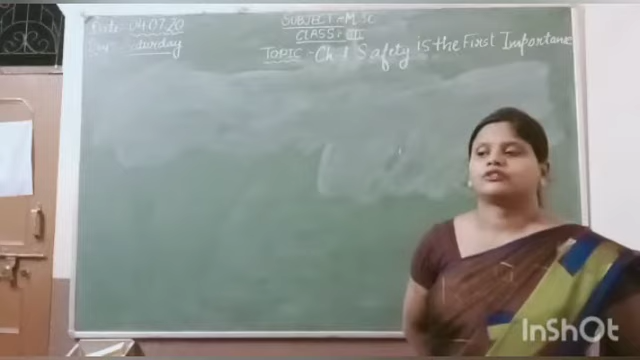 Date:- 04.07.20
Day:- Saturday
SUBJECT:- M.SC
CLASS:- III
TOPIC:- Ch 1 Safety is the First Importance
InShOt